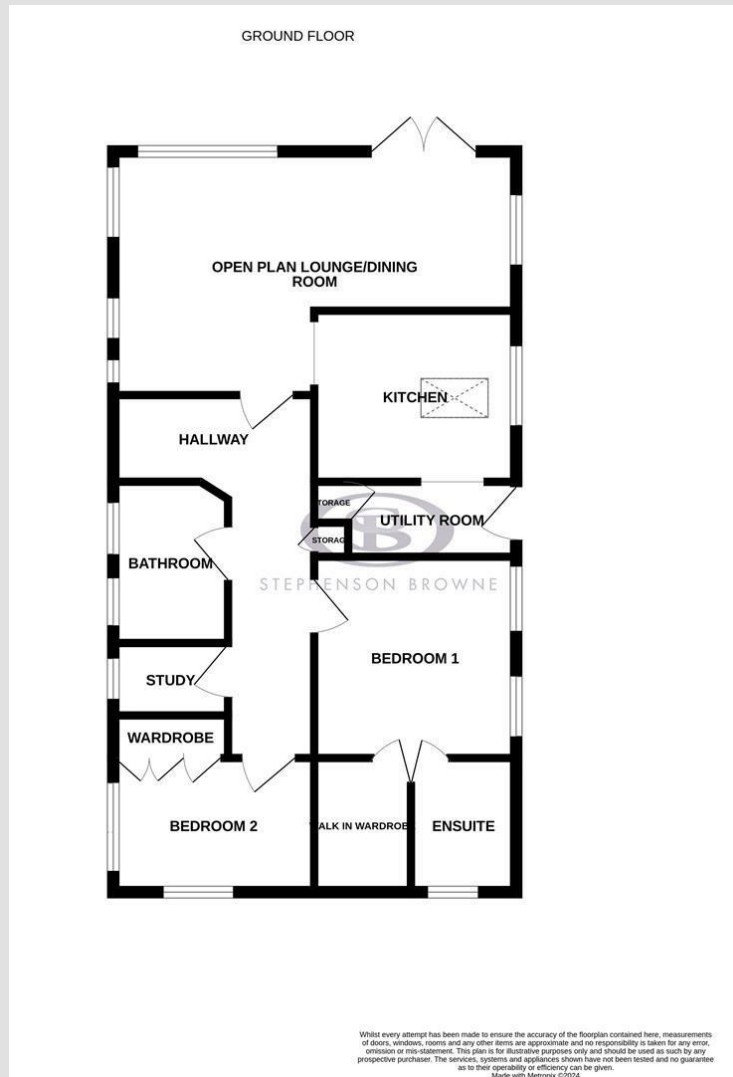 GROUND FLOOR
OPEN PLAN LOUNGE/DINING
ROOM
KITCHEN
HALLWAY
TORAGE
UTILITY ROOM
STORAG
BATHROOM
STEPHENSON BROWNE
BEDROOM 1
STUDY
WARDROBE
BEDROOM 2
ALK IN WARDROBE
ENSUITE
Whilst every attempt has been made to ensure the accuracy of the floorplan contained here, measurements
of doors, windows, rooms and any other items are approximate and no responsibility is taken for any error,
omission or mis-statement. This plan is for illustrative purposes only and should be used as such by any
prospective purchaser. The services, systems and appliances shown have not been tested and no guarantee
as to their operability or efficiency can be given.
Made with Metropix ©2024